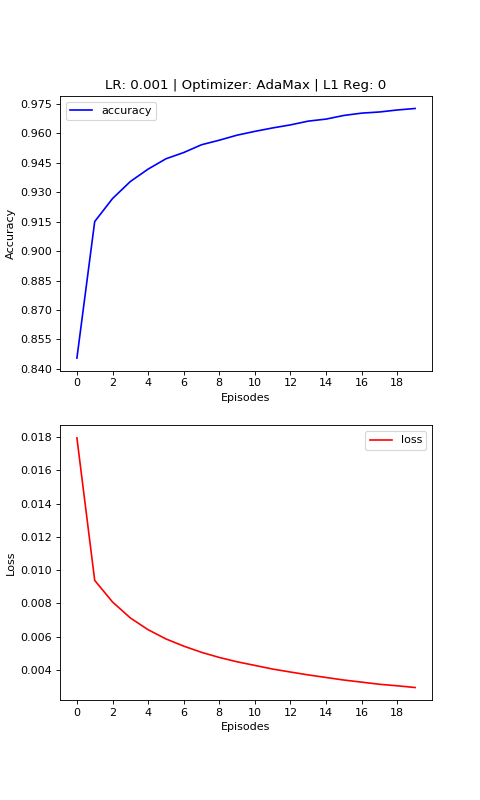 LR: 0.001 | Optimizer: AdaMax | L1 Reg: 0
accuracy
Accuracy
0.975
0.960
0.945
0.930
0.915
0.900
0.885
0.870
0.855
0.840
0 2 4 6 8 10 12 14 16 18
Episodes
loss
Loss
0.018
0.016
0.014
0.012
0.010
0.008
0.006
0.004
0 2 4 6 8 10 12 14 16 18
Episodes